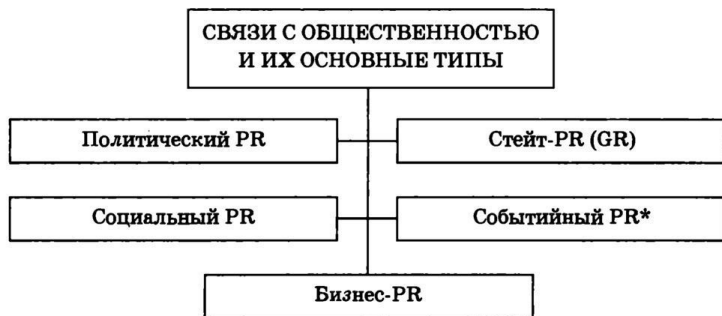 СВЯЗИ С ОБЩЕСТВЕННОСТЬЮ
И ИХ ОСНОВНЫЕ ТИПЫ
Политический PR
Стейт-PR (GR)
Социальный PR
Событийный PR*
Бизнес-PR